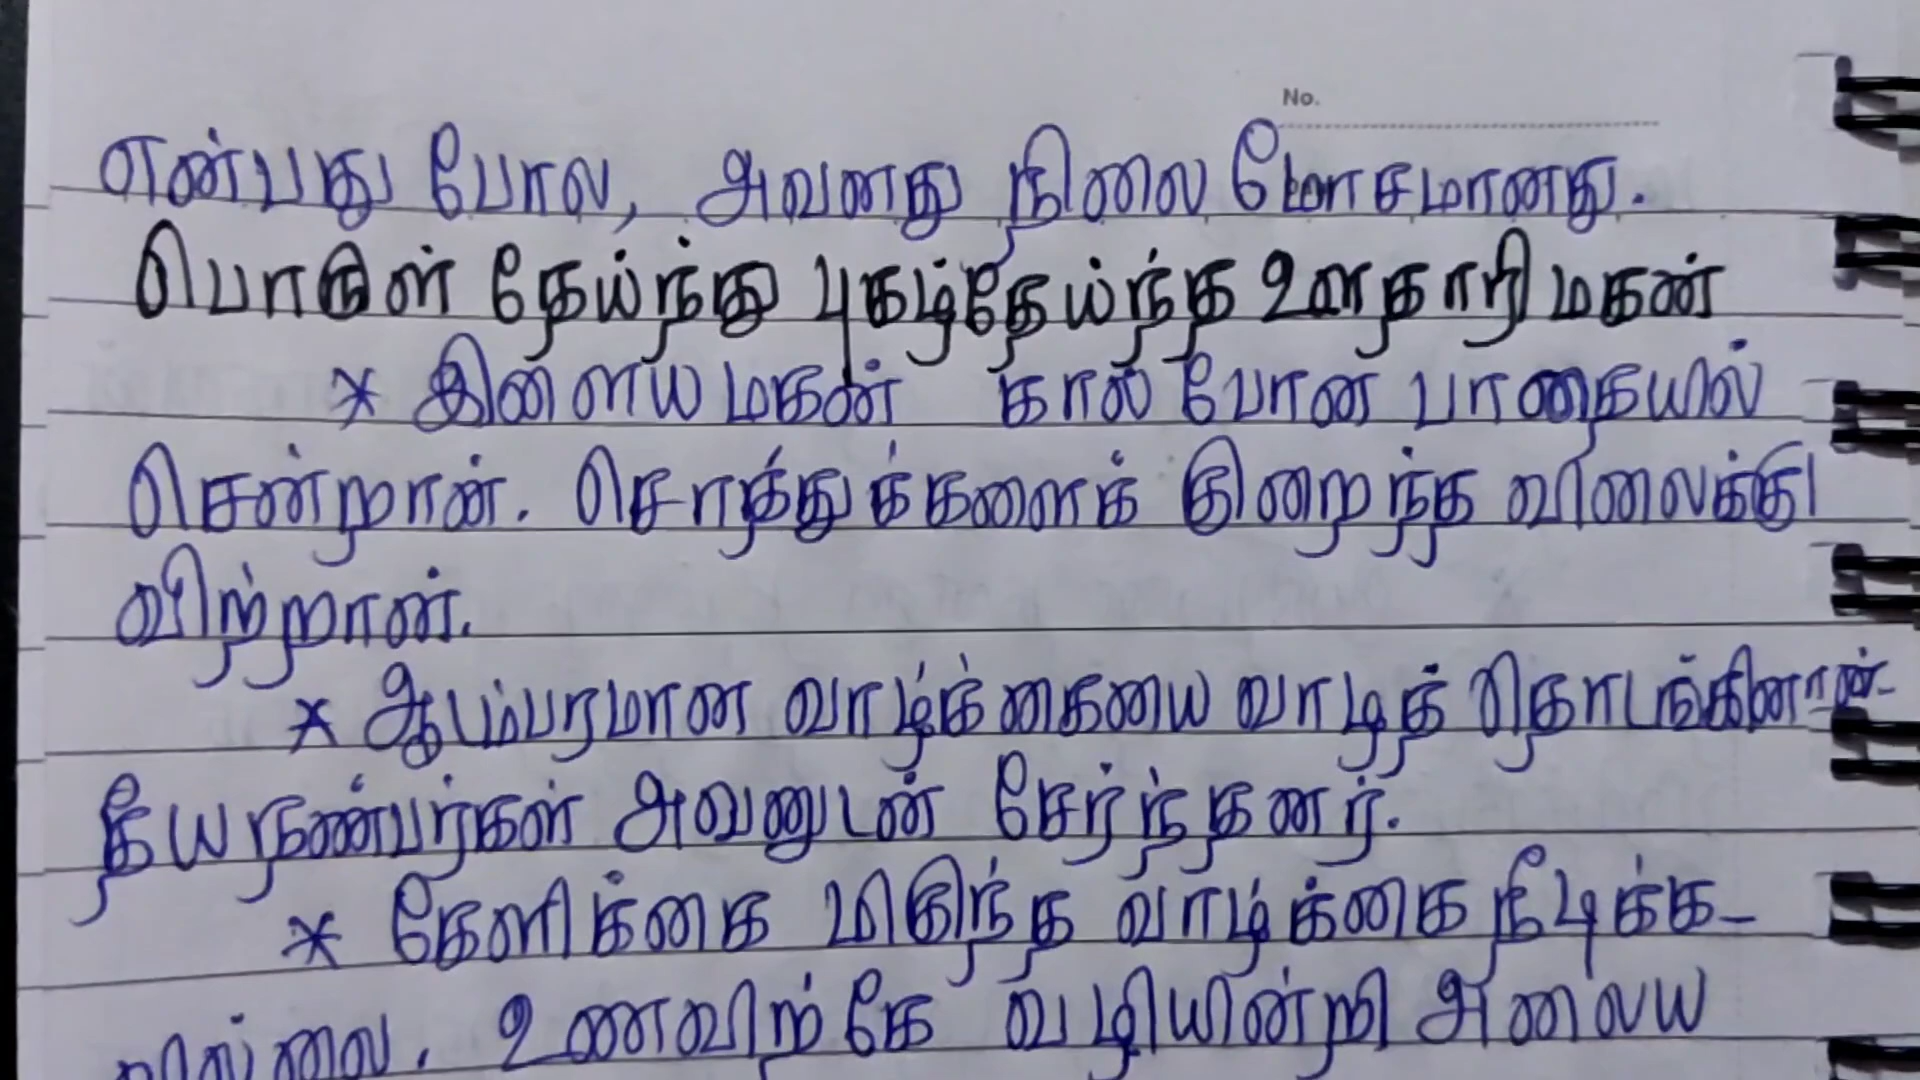 No.
என்பது போல, அவனது நிலை மோசமானது.
பொருள் தேய்ந்து புகழ்தேய்ந்த ஊதாரி மகன்
* இளைய மகன் கால் போன பாதையில்
சென்றான். சொத்துக்களைக் குறைந்த விலைக்கு
விற்றான்.
* ஆடம்பரமான வாழ்க்கையை வாழத் தொடங்கினான்.
தீய நண்பர்கள் அவனுடன் சேர்ந்தனர்.
* கேளிக்கை மிகுந்த வாழ்க்கை நீடிக்க-
வில்லை. உணவிற்கே வழியின்றி அலைய